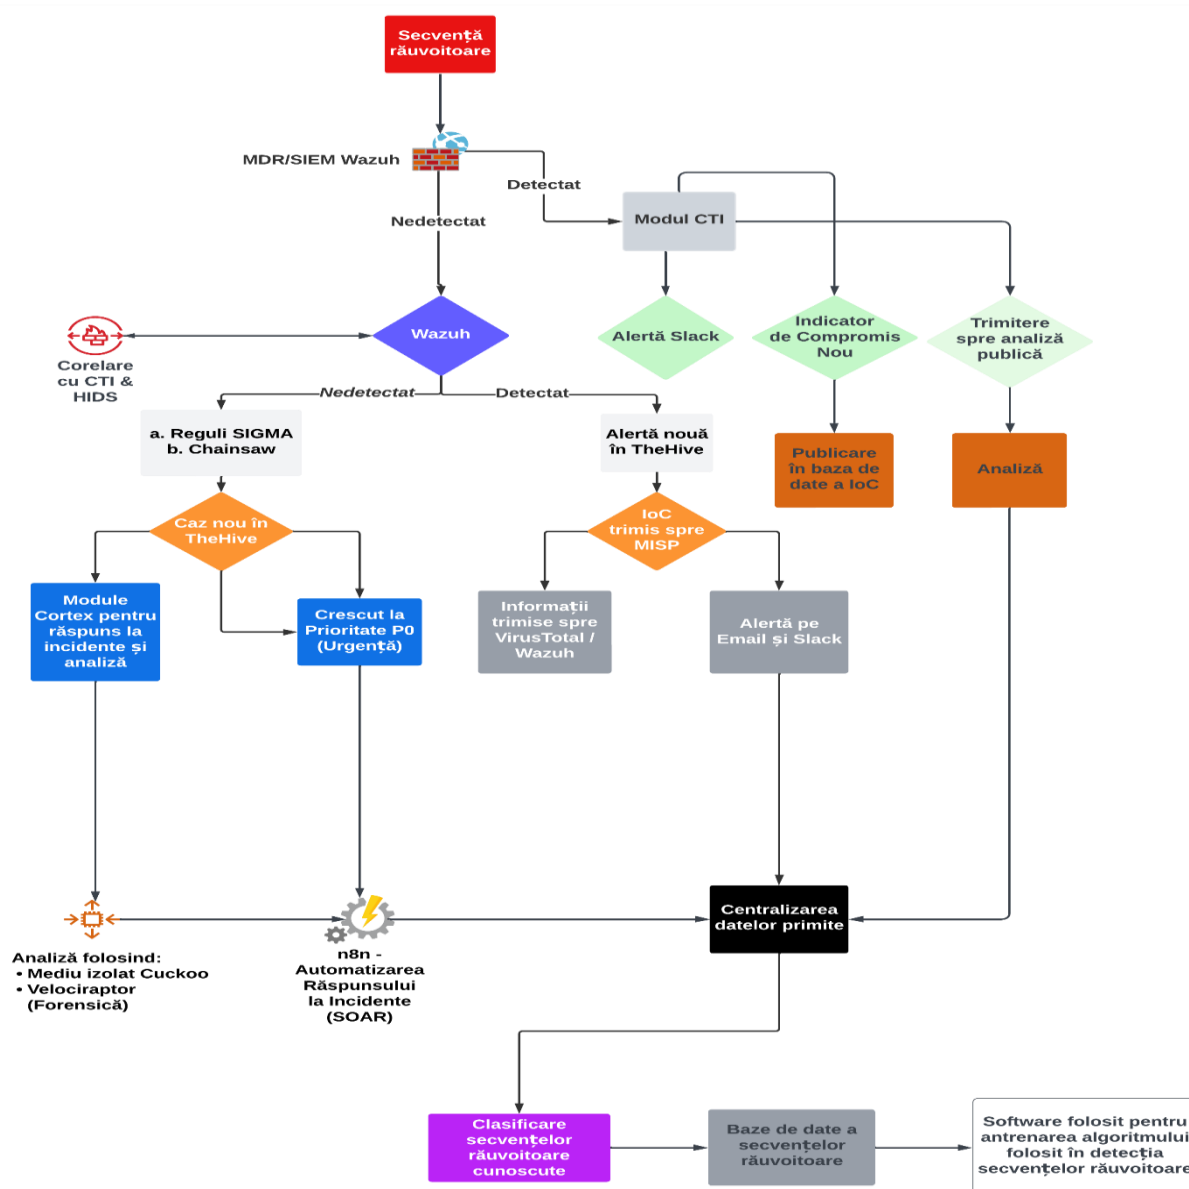 Secvență
răuvoitoare
MDR/SIEM Wazuh
Detectat
Nedetectat
Modul CTI
Wazuh
Alertă Slack
Indicator
de Compromis
Nou
Trimitere
spre analiză
publică
Corelare
cu CTI &
HIDS
Nedetectat
Detectat
a. Reguli SIGMA
b. Chainsaw
Alertă nouă
în TheHive
Publicare
în baza de
date a IoC
Analiză
Caz nou în
TheHive
IoC
trimis spre
MISP
Module
Cortex pentru
răspuns la
incidente și
analiză
Crescut la
Prioritate P0
(Urgență)
Informații
trimise spre
VirusTotal /
Wazuh
Alertă pe
Email și Slack
Centralizarea
datelor primite
Analiză folosind:
• Mediu izolat Cuckoo
• Velociraptor
(Forensică)
n8n -
Automatizarea
Răspunsului
la Incidente
(SOAR)
Clasificare
secvențelor
răuvoitoare
cunoscute
Baze de date a
secvențelor
răuvoitoare
Software folosit pentru
antrenarea algoritmului
folosit în detecția
secvențelor răuvoitoare